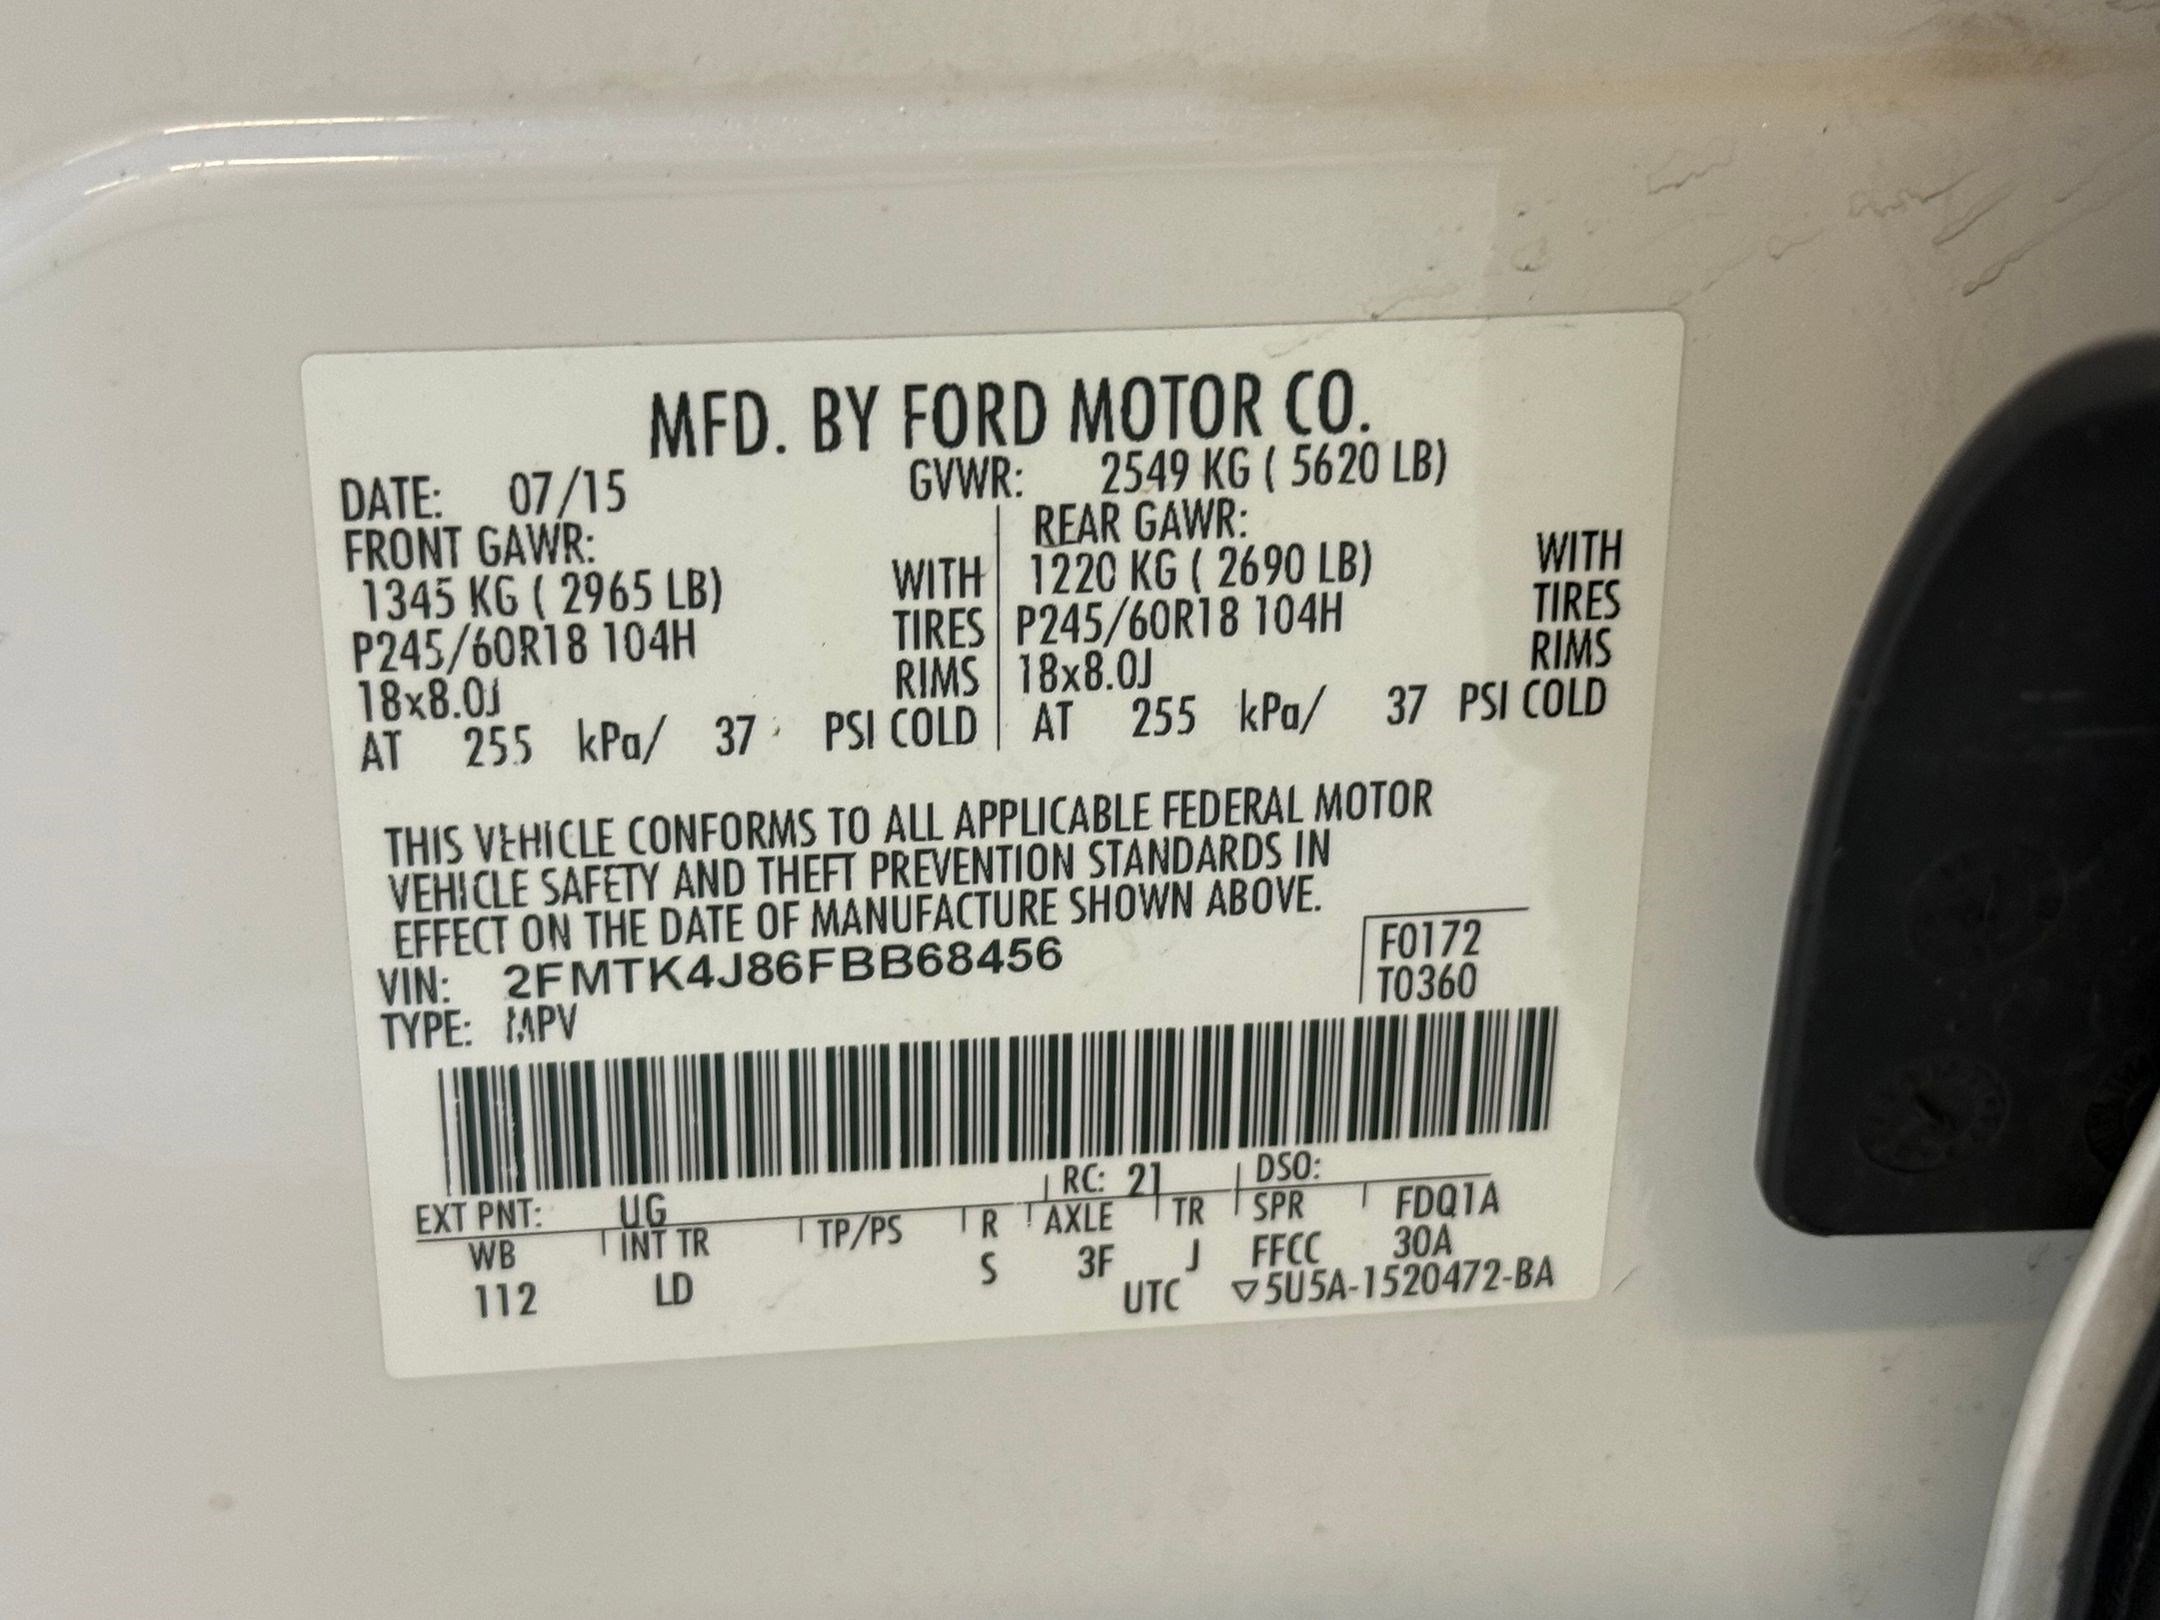 MFD. BY FORD MOTOR CO.
DATE: 07/15 GVWR: 2549 KG ( 5620 LB)
FRONT GAWR: REAR GAWR:
1345 KG ( 2965 LB) WITH 1220 KG ( 2690 LB) WITH
P245/60R18 104H TIRES P245/60R18 104H TIRES
18x8.0J RIMS 18x8.0J RIMS
AT 255 kPa/ 37 PSI COLD AT 255 kPa/ 37 PSI COLD
THIS VEHICLE CONFORMS TO ALL APPLICABLE FEDERAL MOTOR
VEHICLE SAFETY AND THEFT PREVENTION STANDARDS IN
EFFECT ON THE DATE OF MANUFACTURE SHOWN ABOVE.
VIN: 2FMTK4J86FBB68456 F0172
TYPE: MPV T0360
EXT PNT: UG RC: 21 DSO:
WB INT TR TP/PS R AXLE TR SPR FDQ1A
112 LD S 3F J FFCC 30A
UTC ▽5U5A-1520472-BA